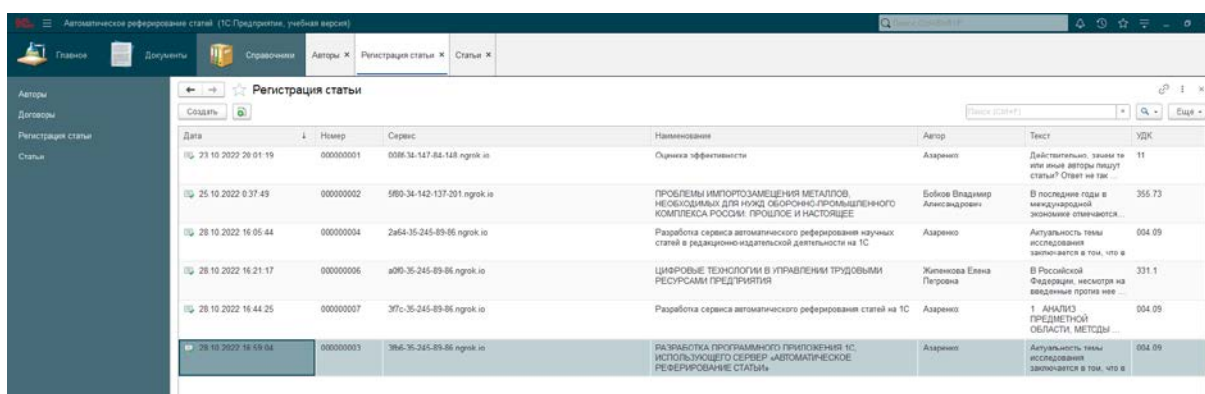 Автоматическое реферирование статей (1С:Предприятие, учебная версия)
Главное
Документы
Справочники
Авторы ×
Регистрация статьи ×
Статьи ×
Авторы
Договоры
Регистрация статьи
Статьи
Регистрация статьи
Создать
Поиск (Ctrl+F)
Ещё
Дата Номер Сервис Наименование Автор Текст УДК
23.10.2022 20:01:19 000000001 008f-34-147-84-148.ngrok.io Оценка эффективности Азаренко Действительно, зачем те 11
или иные авторы пишут
статьи? Ответ не так ...
25.10.2022 0:37:49 000000002 5f80-34-142-137-201.ngrok.io ПРОБЛЕМЫ ИМПОРТОЗАМЕЩЕНИЯ МЕТАЛЛОВ, Бобков Владимир В последние годы в 355.73
НЕОБХОДИМЫХ ДЛЯ НУЖД ОБОРОННО-ПРОМЫШЛЕННОГО международной
КОМПЛЕКСА РОССИИ: ПРОШЛОЕ И НАСТОЯЩЕЕ экономике отмечаются...
28.10.2022 16:05:44 000000004 2a64-35-245-89-86.ngrok.io Разработка сервиса автоматического реферирования научных Азаренко Актуальность темы 004.09
статей в редакционно-издательской деятельности на 1С исследования
заключается в том, что в
28.10.2022 16:21:17 000000006 a0f0-35-245-89-86.ngrok.io ЦИФРОВЫЕ ТЕХНОЛОГИИ В УПРАВЛЕНИИ ТРУДОВЫМИ Жиленкова Елена В Российской 331.1
РЕСУРСАМИ ПРЕДПРИЯТИЯ Петровна Федерации, несмотря на
введенные против нее ...
28.10.2022 16:44:25 000000007 3f7c-35-245-89-86.ngrok.io Разработка сервиса автоматического реферирования статей на 1С Азаренко 1 АНАЛИЗ 004.09
ПРЕДМЕТНОЙ
ОБЛАСТИ, МЕТОДЫ ...
28.10.2022 16:59:04 000000003 3fb6-35-245-89-86.ngrok.io РАЗРАБОТКА ПРОГРАММНОГО ПРИЛОЖЕНИЯ 1С, Азаренко Актуальность темы 004.09
ИСПОЛЬЗУЮЩЕГО СЕРВЕР «АВТОМАТИЧЕСКОЕ исследования
РЕФЕРИРОВАНИЕ СТАТЬИ» заключается в том, что в